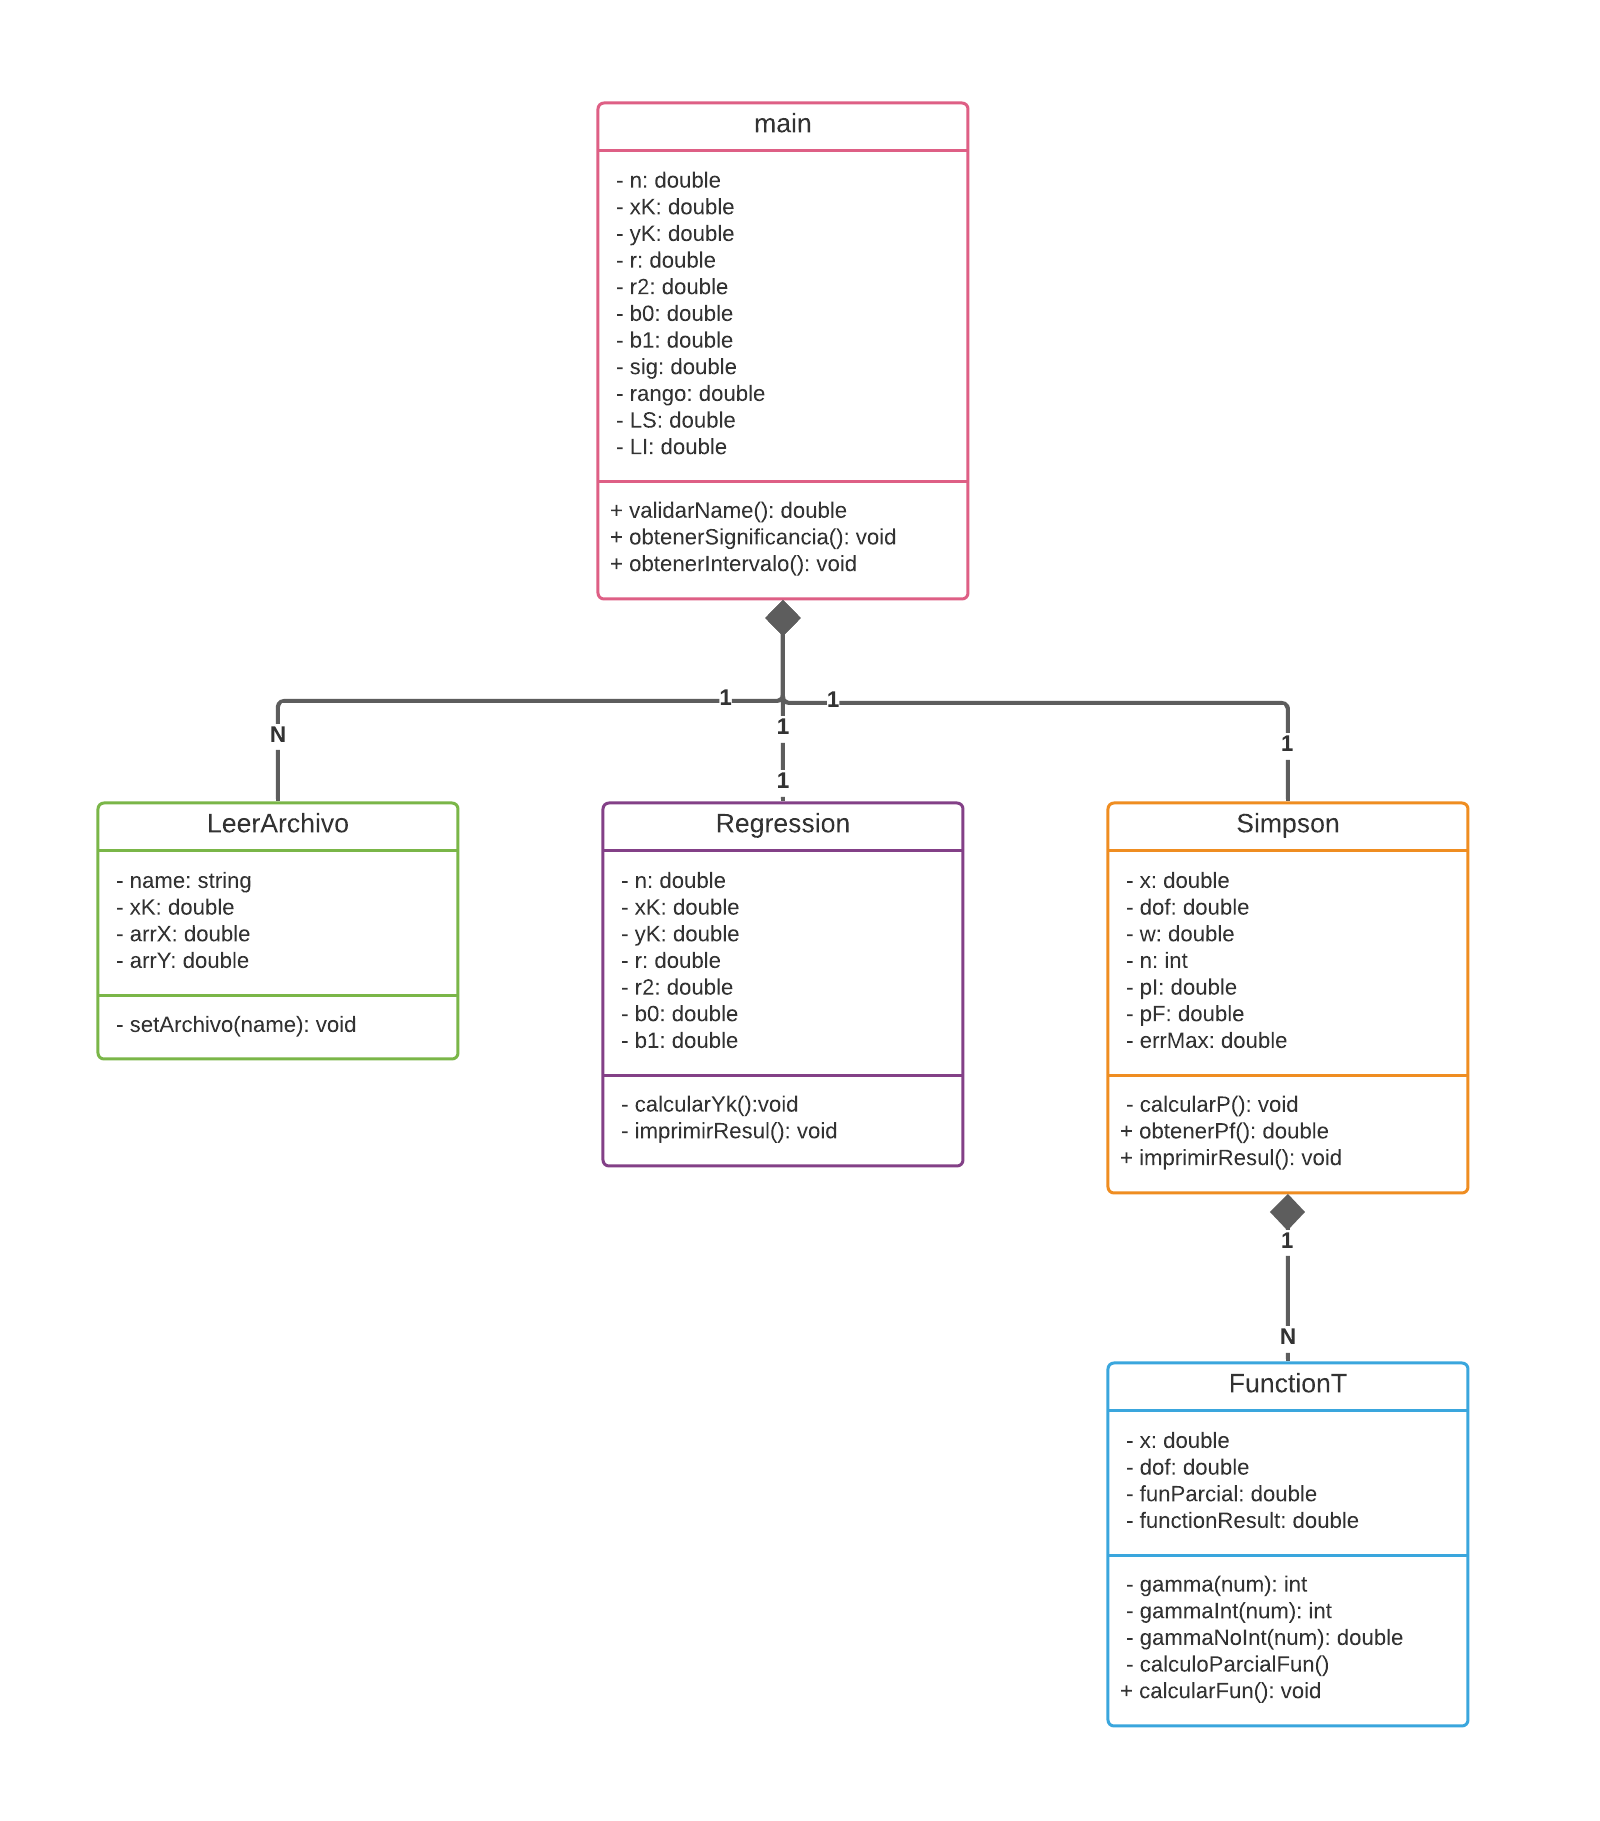 main
- n: double
- xK: double
- yK: double
- r: double
- r2: double
- b0: double
- b1: double
- sig: double
- rango: double
- LS: double
- LI: double
+ validarName(): double
+ obtenerSignificancia(): void
+ obtenerIntervalo(): void
1
1
1
N
1
1
LeerArchivo
- name: string
- xK: double
- arrX: double
- arrY: double
- setArchivo(name): void
Regression
- n: double
- xK: double
- yK: double
- r: double
- r2: double
- b0: double
- b1: double
- calcularYk():void
- imprimirResul(): void
Simpson
- x: double
- dof: double
- w: double
- n: int
- pI: double
- pF: double
- errMax: double
- calcularP(): void
+ obtenerPf(): double
+ imprimirResul(): void
1
N
FunctionT
- x: double
- dof: double
- funParcial: double
- functionResult: double
- gamma(num): int
- gammaInt(num): int
- gammaNoInt(num): double
- calculoParcialFun()
+ calcularFun(): void